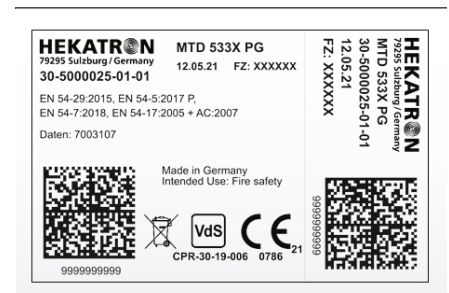 HEKATRON
79295 Sulzburg / Germany
30-5000025-01-01
MTD 533X PG
12.05.21 FZ: XXXXXX
EN 54-29:2015, EN 54-5:2017 P,
EN 54-7:2018, EN 54-17:2005 + AC:2007
Daten: 7003107
Made in Germany
Intended Use: Fire safety
VdS
CE
21
CPR-30-19-006 0786
9999999999
HEKATRON
79295 Sulzburg / Germany
MTD 533X PG
30-5000025-01-01
12.05.21
FZ: XXXXXX
9999999999